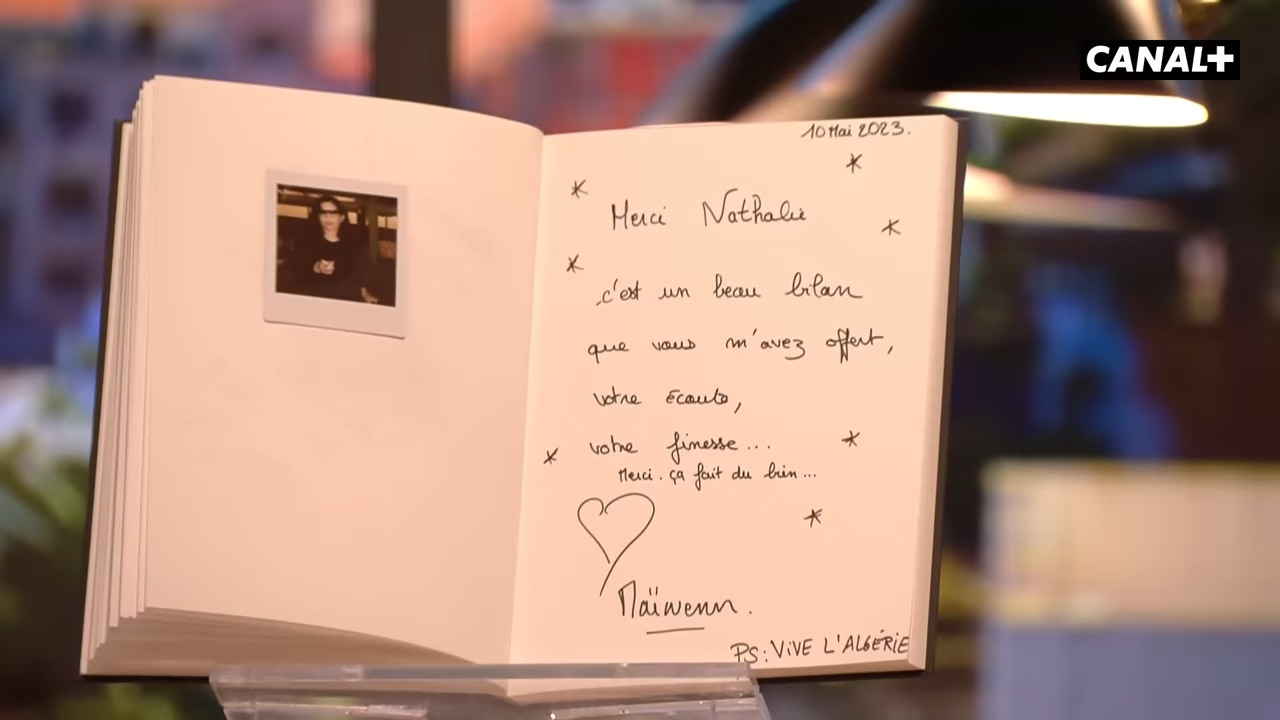 CANAL+
10 Mai 2023.
Merci Nathalie
c'est un beau bilan
que vous m'avez offert,
votre écoute,
votre finesse...
Merci. ça fait du bien...
Maïwenn.
PS: ViVE L'ALGÉRiE